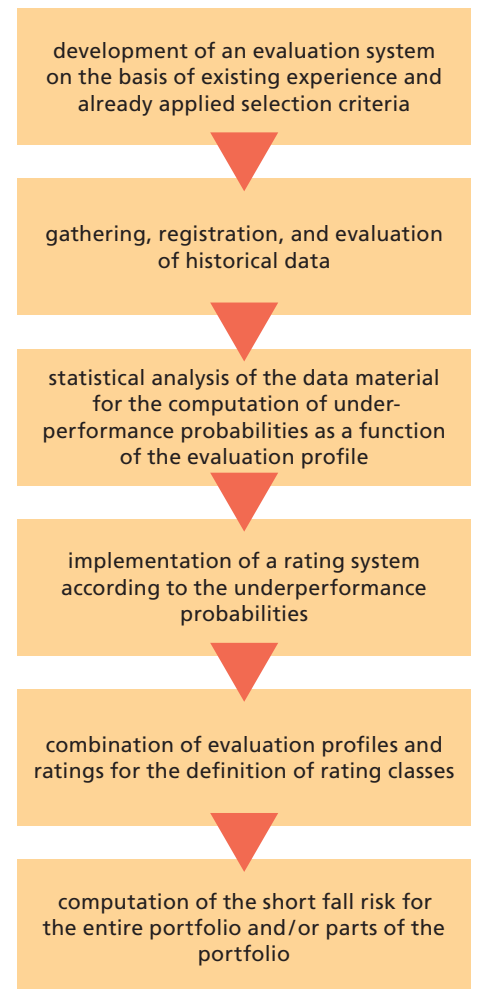 development of an evaluation system
on the basis of existing experience and
already applied selection criteria
gathering, registration, and evaluation
of historical data
statistical analysis of the data material
for the computation of under-
performance probabilities as a function
of the evaluation profile
implementation of a rating system
according to the underperformance
probabilities
combination of evaluation profiles and
ratings for the definition of rating classes
computation of the short fall risk for
the entire portfolio and/or parts of the
portfolio